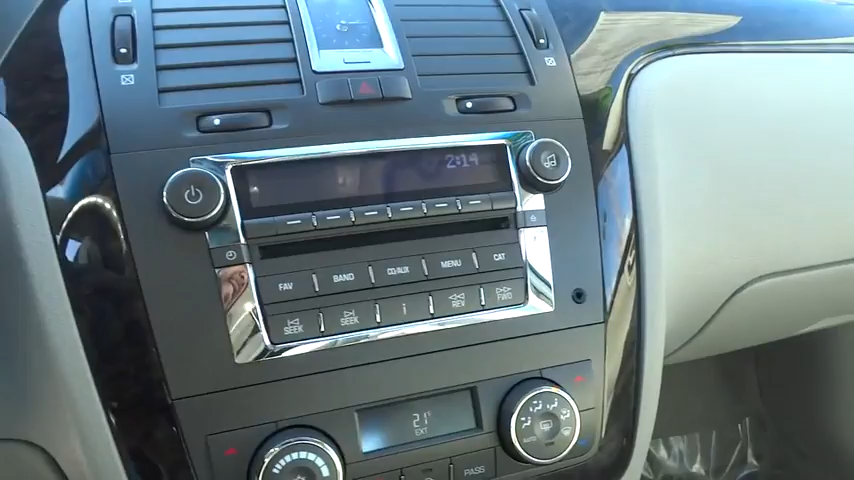 2:14
FAV BAND CD/AUX MENU CAT
SEEK SEEK i REV FWD
21°
EXT
PASS